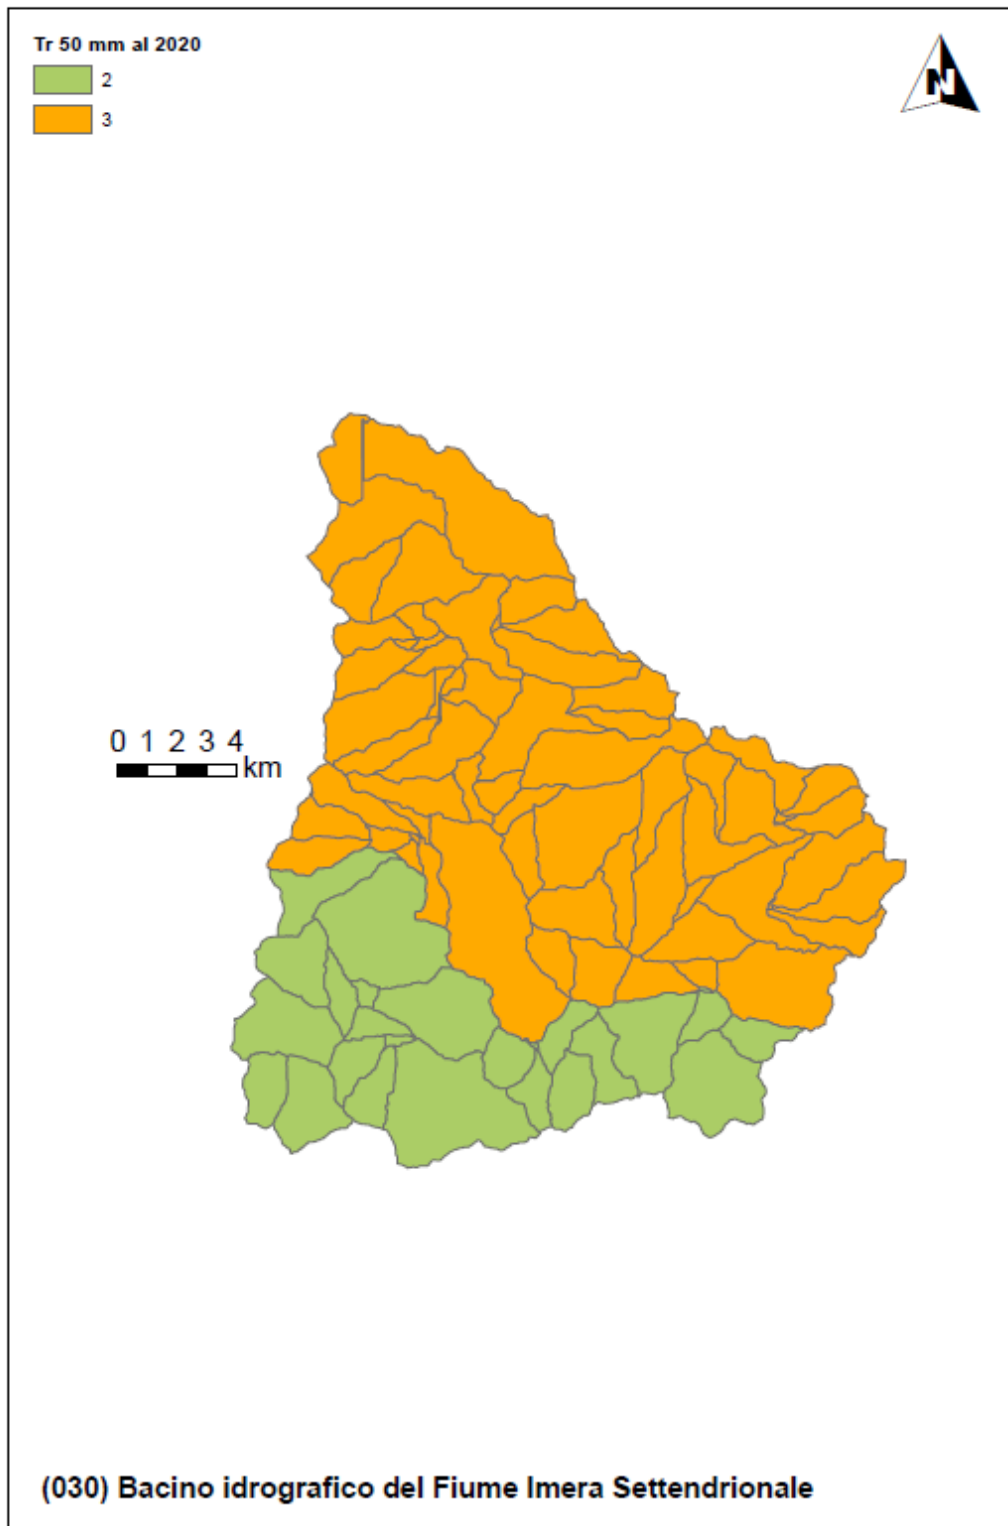 Tr 50 mm al 2020
2
3
N
0 1 2 3 4
km
(030) Bacino idrografico del Fiume Imera Settendrionale